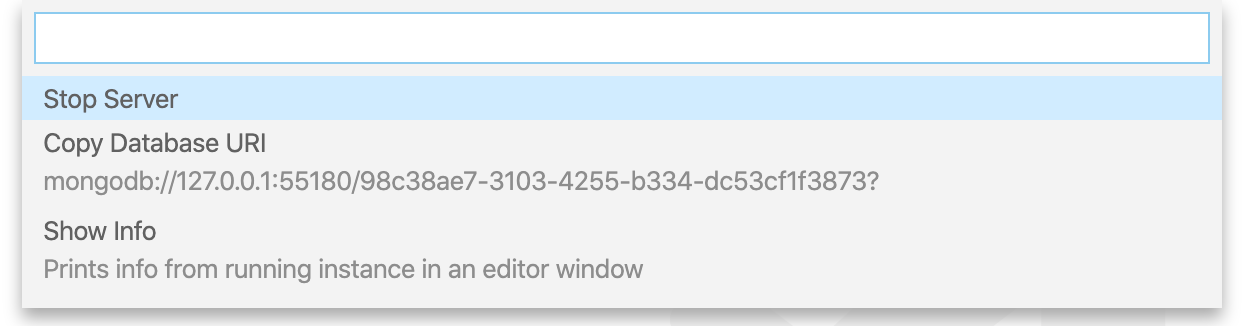 Stop Server
Copy Database URI
mongodb://127.0.0.1:55180/98c38ae7-3103-4255-b334-dc53cf1f3873?
Show Info
Prints info from running instance in an editor window